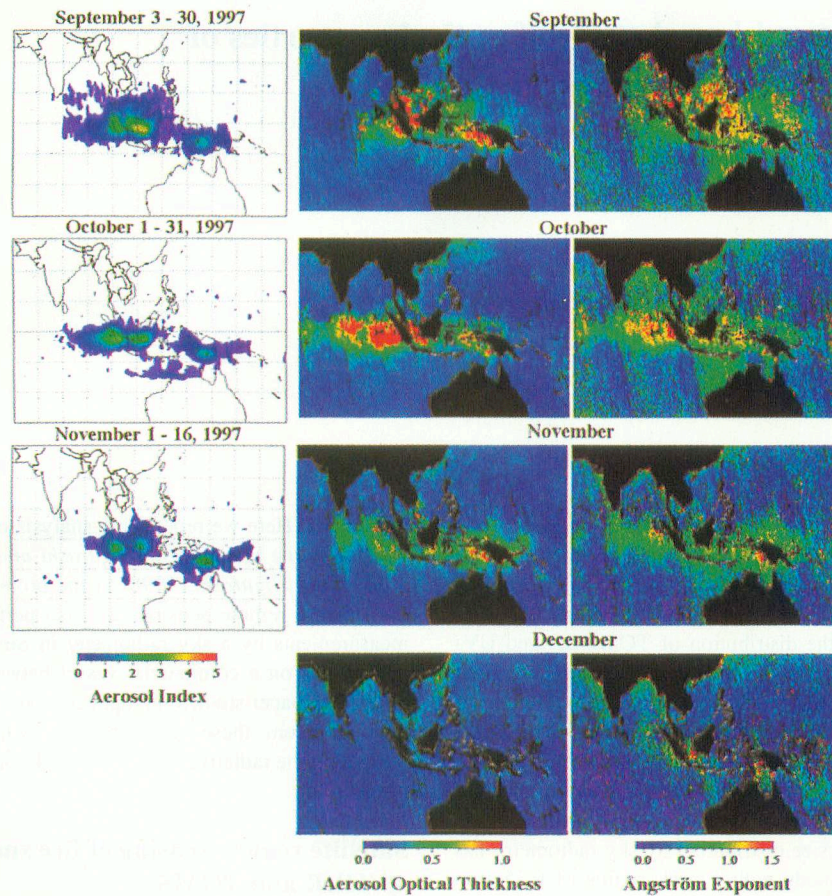 September 3 - 30, 1997
September
October 1 - 31, 1997
October
November 1 - 16, 1997
November
0 1 2 3 4 5
Aerosol Index
December
0.0 0.5 1.0
Aerosol Optical Thickness
0.0 0.5 1.0 1.5
Ångström Exponent